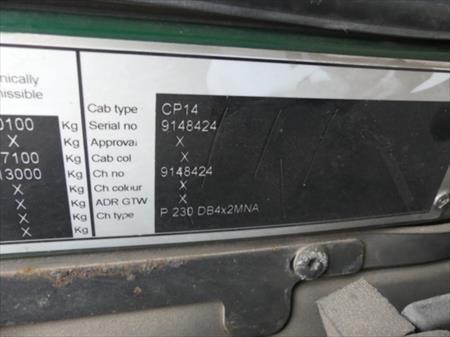 nically
missible
Cab type CP14
0100 Kg Serial no 9148424
X Kg Approval X
7100 Kg Cab col X
13000 Kg Ch no 9148424
X Kg Ch colour X
X Kg ADR GTW X
X Kg Ch type P 230 DB4x2MNA